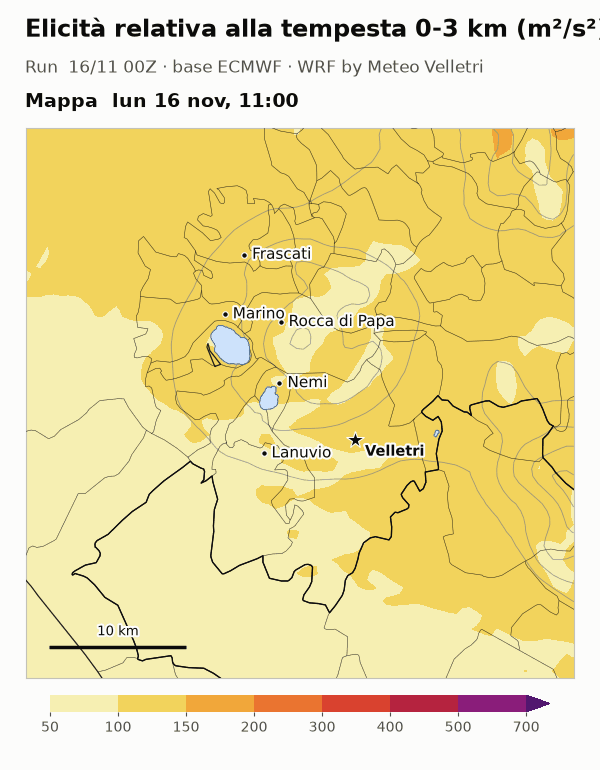 Elicità relativa alla tempesta 0-3 km (m²/s²)
Run 16/11 00Z · base ECMWF · WRF by Meteo Velletri
Mappa lun 16 nov, 11:00
Frascati
Marino
Rocca di Papa
Nemi
Velletri
Lanuvio
10 km
50 100 150 200 300 400 500 700